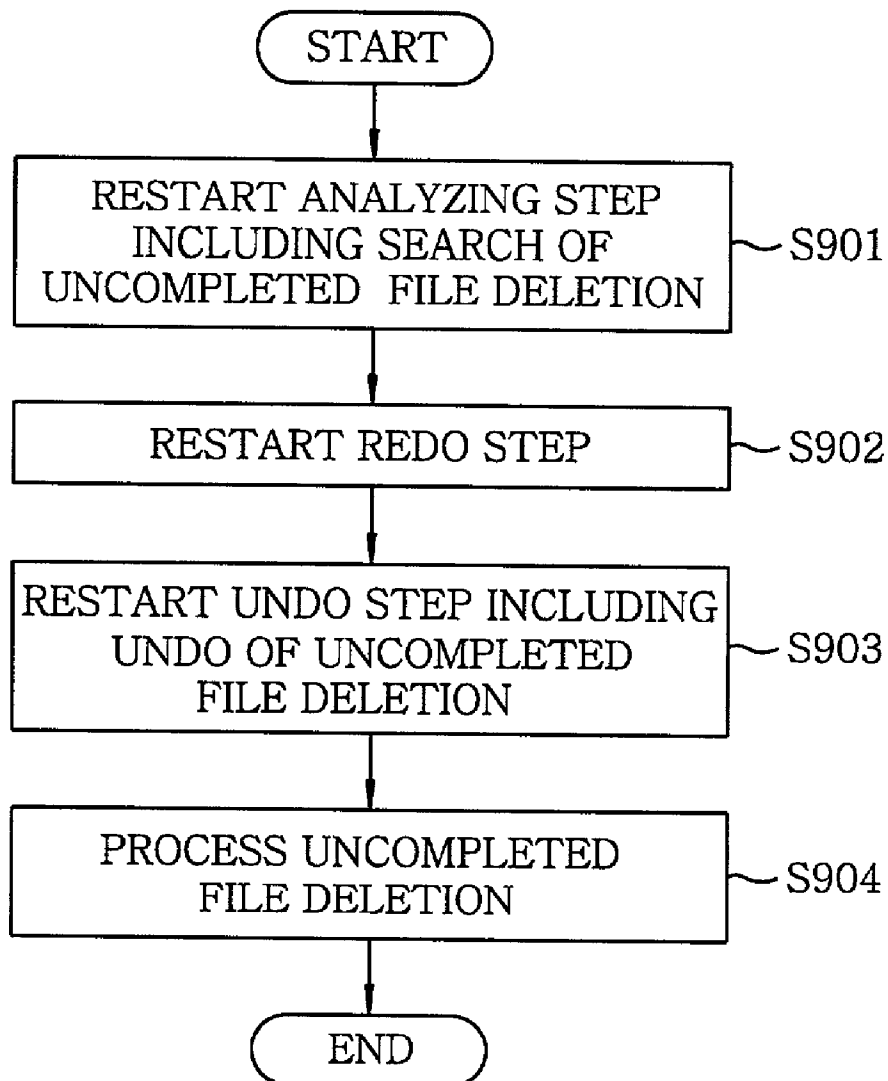 START
RESTART ANALYZING STEP
INCLUDING SEARCH OF
UNCOMPLETED FILE DELETION
S901
RESTART REDO STEP
S902
RESTART UNDO STEP INCLUDING
UNDO OF UNCOMPLETED
FILE DELETION
S903
PROCESS UNCOMPLETED
FILE DELETION
S904
END